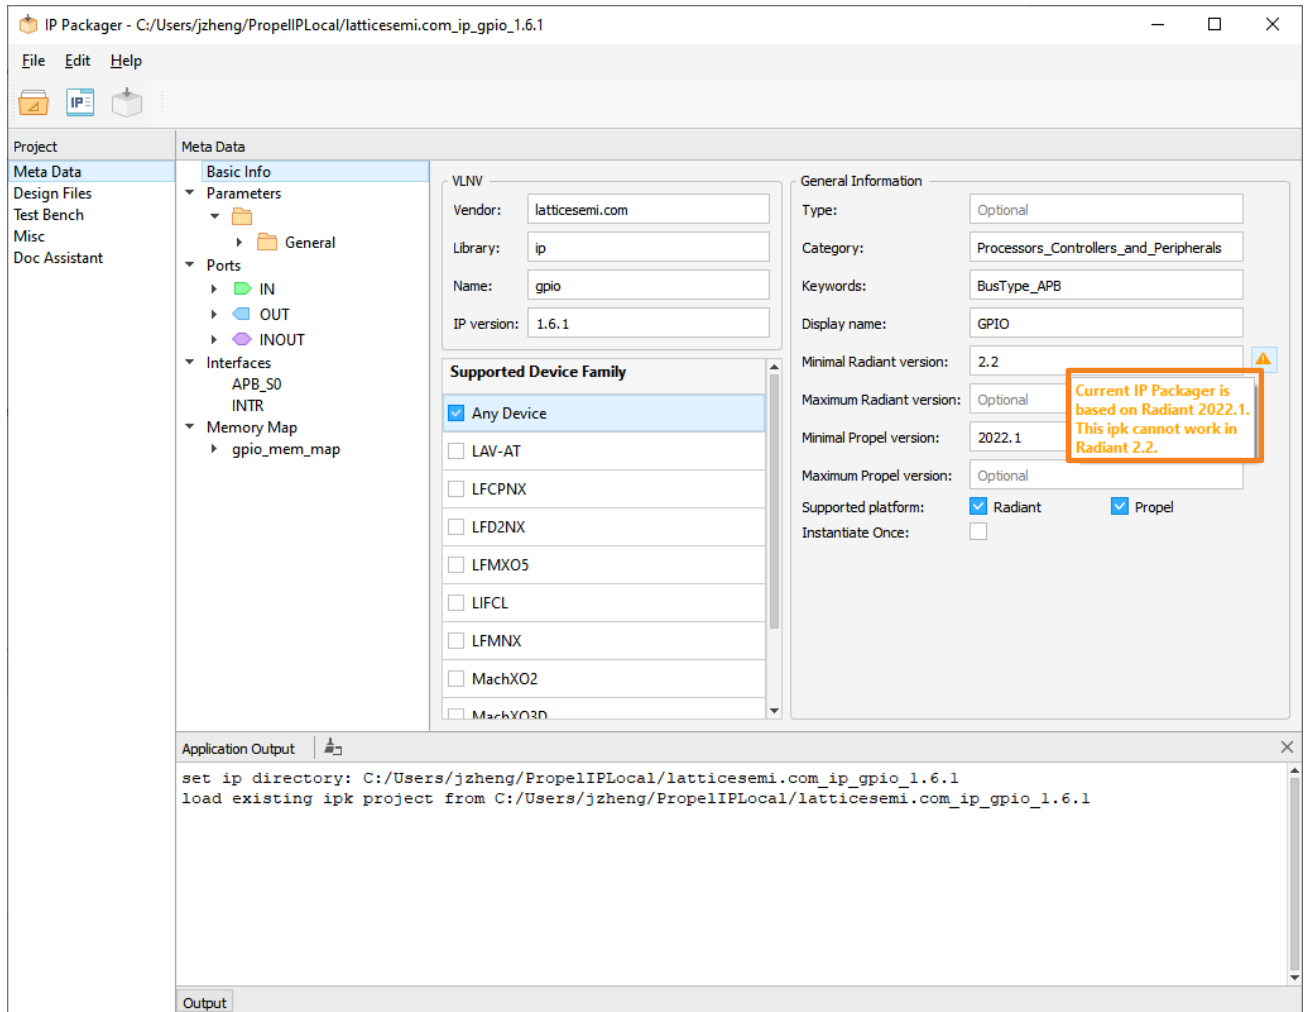 IP Packager - C:/Users/jzheng/PropelIPLocal/latticesemi.com_ip_gpio_1.6.1
File Edit Help
IP
Project
Meta Data
Design Files
Test Bench
Misc
Doc Assistant
Meta Data
Basic Info
Parameters
General
Ports
IN
OUT
INOUT
Interfaces
APB_S0
INTR
Memory Map
gpio_mem_map
VLNV
Vendor: latticesemi.com
Library: ip
Name: gpio
IP version: 1.6.1
Supported Device Family
Any Device
LAV-AT
LFCPNX
LFD2NX
LFMXO5
LIFCL
LFMNX
MachXO2
MachXO3D
General Information
Type: Optional
Category: Processors_Controllers_and_Peripherals
Keywords: BusType_APB
Display name: GPIO
Minimal Radiant version: 2.2
Maximum Radiant version: Optional
Minimal Propel version: 2022.1
Maximum Propel version: Optional
Supported platform: Radiant Propel
Instantiate Once:
Current IP Packager is
based on Radiant 2022.1.
This ipk cannot work in
Radiant 2.2.
Application Output
set ip directory: C:/Users/jzheng/PropelIPLocal/latticesemi.com_ip_gpio_1.6.1
load existing ipk project from C:/Users/jzheng/PropelIPLocal/latticesemi.com_ip_gpio_1.6.1
Output